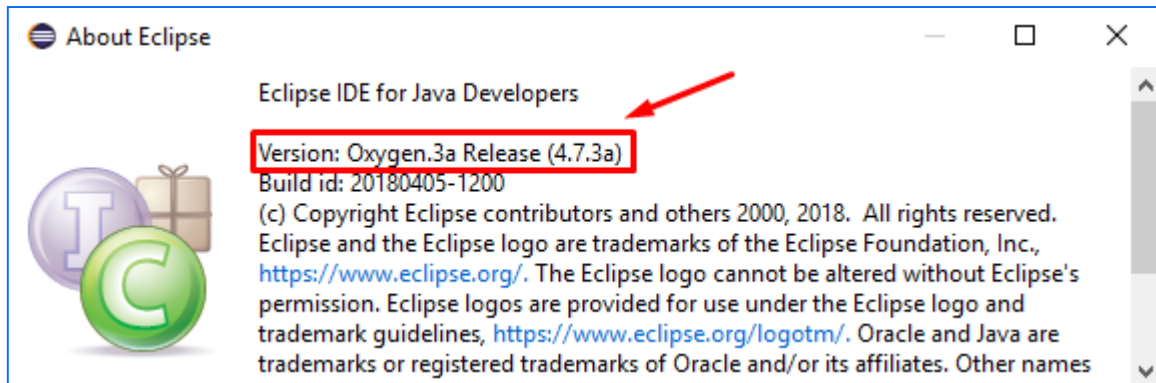 About Eclipse
Eclipse IDE for Java Developers
Version: Oxygen.3a Release (4.7.3a)
Build id: 20180405-1200
(c) Copyright Eclipse contributors and others 2000, 2018.  All rights reserved.
Eclipse and the Eclipse logo are trademarks of the Eclipse Foundation, Inc.,
https://www.eclipse.org/. The Eclipse logo cannot be altered without Eclipse's
permission. Eclipse logos are provided for use under the Eclipse logo and
trademark guidelines, https://www.eclipse.org/logotm/. Oracle and Java are
trademarks or registered trademarks of Oracle and/or its affiliates. Other names
I
C